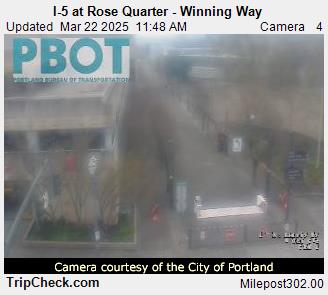 I-5 at Rose Quarter - Winning Way
Updated Mar 22 2025 11:48 AM Camera 4
PBOT
PORTLAND BUREAU OF TRANSPORTATION
Camera courtesy of the City of Portland
TripCheck.com Milepost302.00